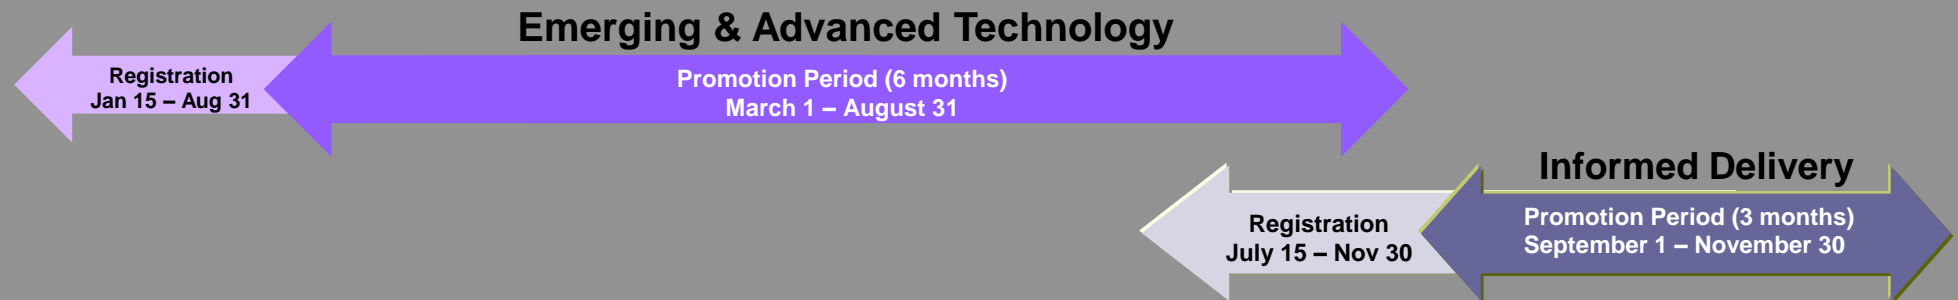 Emerging & Advanced Technology
Registration
Jan 15 – Aug 31
Promotion Period (6 months)
March 1 – August 31
Informed Delivery
Registration
July 15 – Nov 30
Promotion Period (3 months)
September 1 – November 30